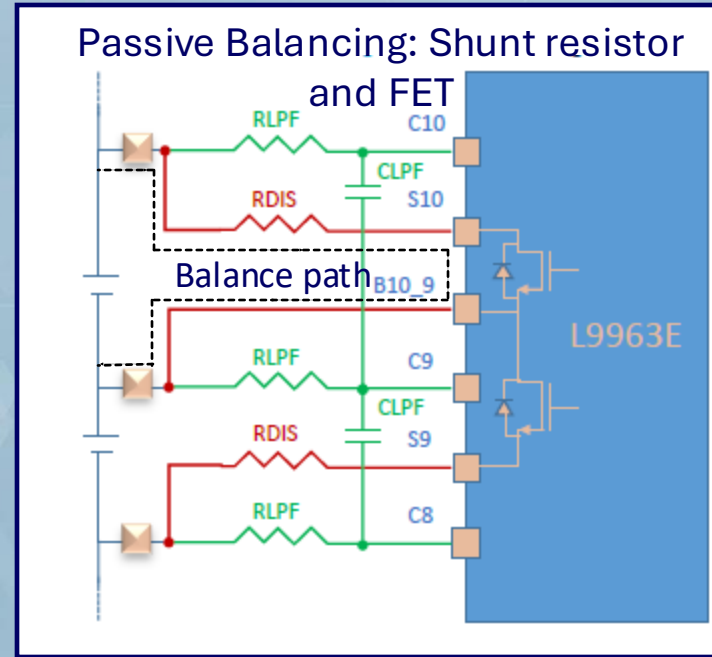 Passive Balancing: Shunt resistor
and FET
RLPF
C10
CLPF
RDIS
S10
Balance path
B10_9
L9963E
RLPF
C9
CLPF
RDIS
S9
RLPF
C8